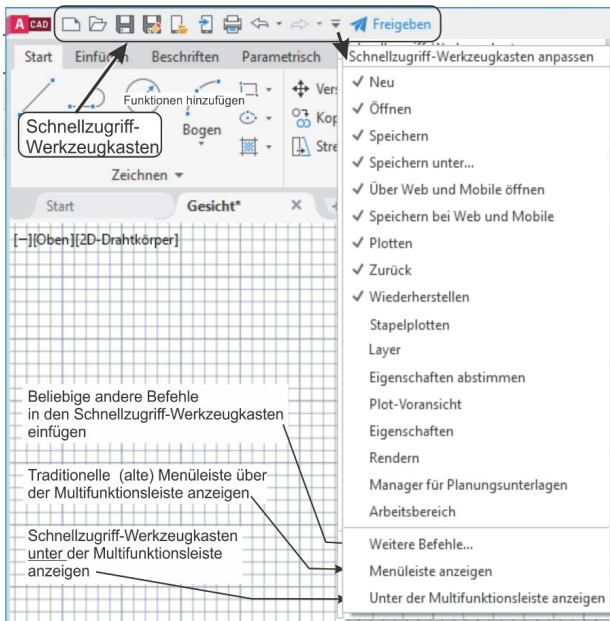 A CAD
Freigeben
Start Einfügen Beschriften Parametrisch
Schnellzugriff-Werkzeugkasten anpassen
Funktionen hinzufügen
Schnellzugriff-
Werkzeugkasten
Bogen
Vers
Kop
Stre
Zeichnen
Start Gesicht*
[−][Oben][2D-Drahtkörper]
Neu
Öffnen
Speichern
Speichern unter...
Über Web und Mobile öffnen
Speichern bei Web und Mobile
Plotten
Zurück
Wiederherstellen
Stapelplotten
Layer
Eigenschaften abstimmen
Plot-Voransicht
Eigenschaften
Rendern
Manager für Planungsunterlagen
Arbeitsbereich
Weitere Befehle...
Menüleiste anzeigen
Unter der Multifunktionsleiste anzeigen
Beliebige andere Befehle
in den Schnellzugriff-Werkzeugkasten
einfügen
Traditionelle (alte) Menüleiste über
der Multifunktionsleiste anzeigen
Schnellzugriff-Werkzeugkasten
unter der Multifunktionsleiste
anzeigen